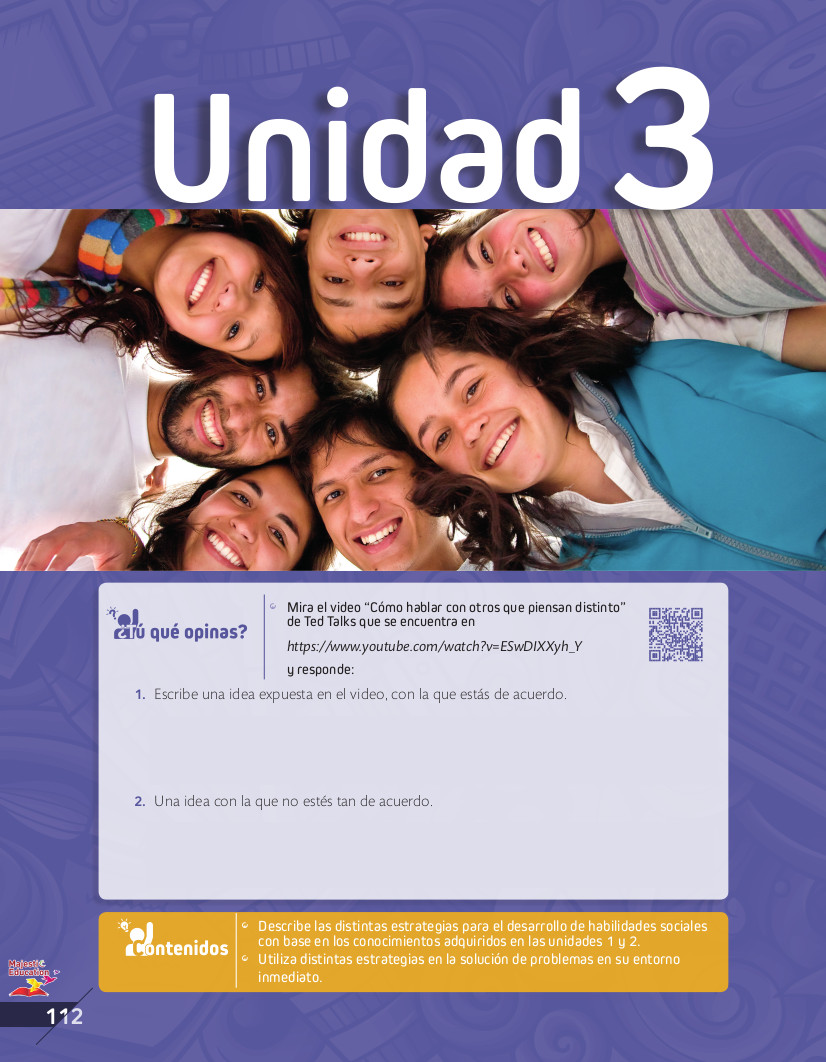 Unidad 3
¿Tú qué opinas?
Mira el video “Cómo hablar con otros que piensan distinto”
de Ted Talks que se encuentra en
https://www.youtube.com/watch?v=ESwDIXXyh_Y
y responde:
1. Escribe una idea expuesta en el video, con la que estás de acuerdo.
2. Una idea con la que no estés tan de acuerdo.
Contenidos
Describe las distintas estrategias para el desarrollo de habilidades sociales
con base en los conocimientos adquiridos en las unidades 1 y 2.
Utiliza distintas estrategias en la solución de problemas en su entorno
inmediato.
Majestic
Education
112